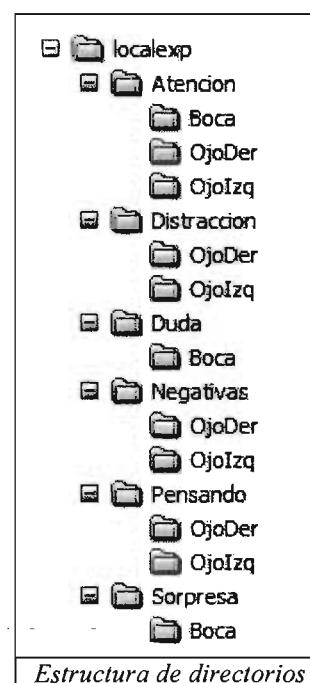 localexp
Atencion
Boca
OjoDer
OjoIzq
Distraccion
OjoDer
OjoIzq
Duda
Boca
Negativas
OjoDer
OjoIzq
Pensando
OjoDer
OjoIzq
Sorpresa
Boca
Estructura de directorios